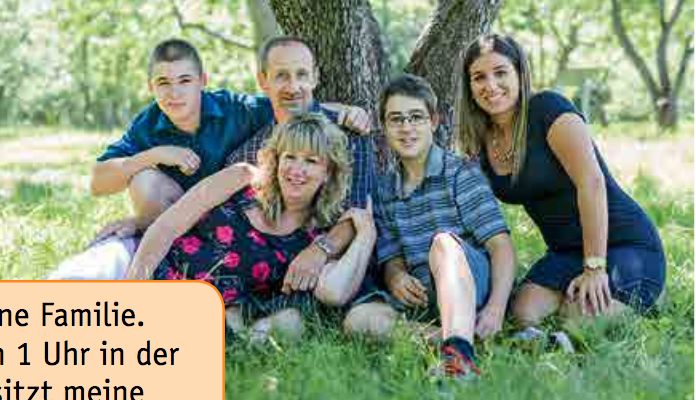 ne Familie.
1 Uhr in der
sitzt meine